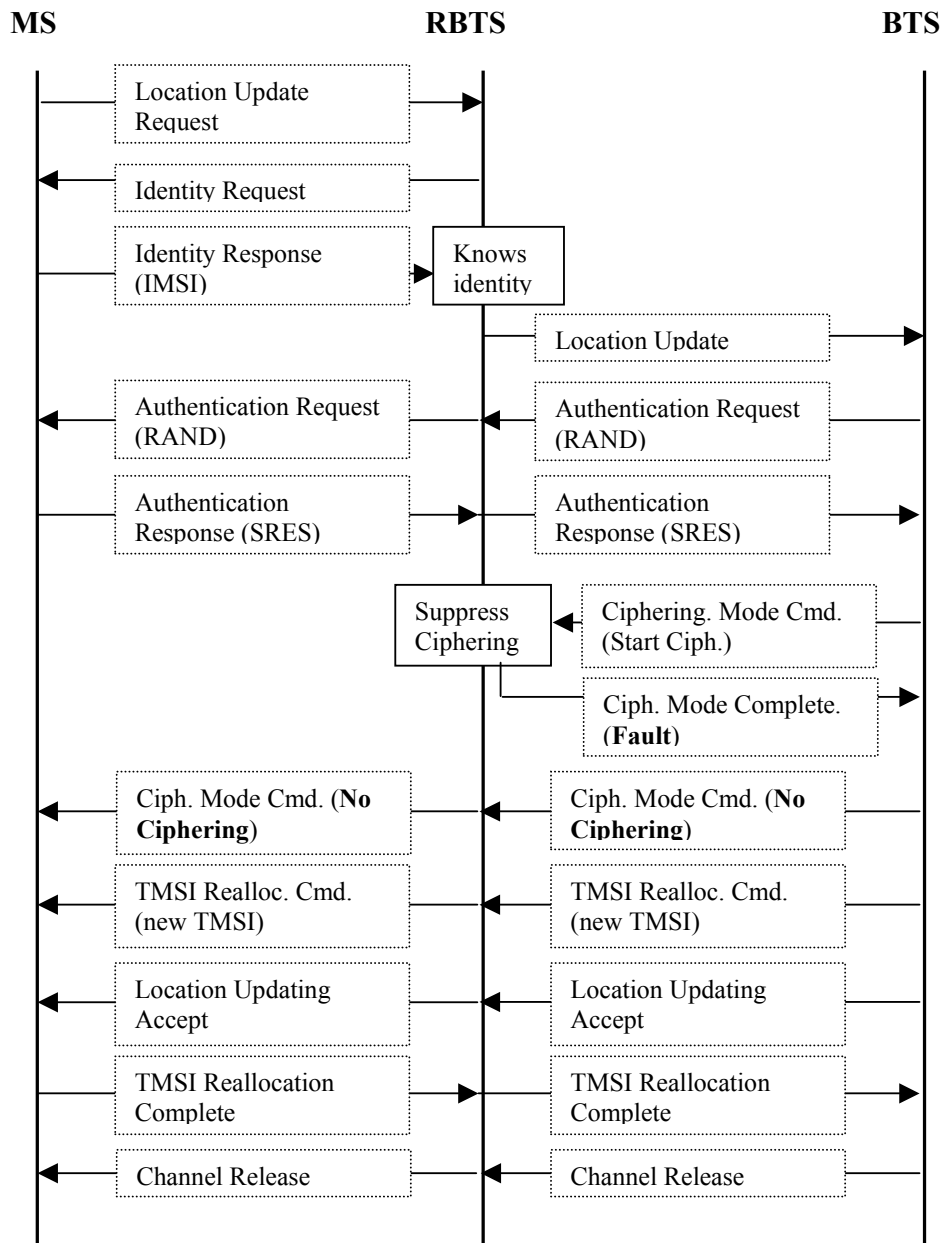 MS RBTS BTS
Location Update
Request
Identity Request
Identity Response
(IMSI)
Knows
identity
Location Update
Authentication Request
(RAND)
Authentication Request
(RAND)
Authentication
Response (SRES)
Authentication
Response (SRES)
Suppress
Ciphering
Ciphering. Mode Cmd.
(Start Ciph.)
Ciph. Mode Complete.
(Fault)
Ciph. Mode Cmd. (No
Ciphering)
Ciph. Mode Cmd. (No
Ciphering)
TMSI Realloc. Cmd.
(new TMSI)
TMSI Realloc. Cmd.
(new TMSI)
Location Updating
Accept
Location Updating
Accept
TMSI Reallocation
Complete
TMSI Reallocation
Complete
Channel Release
Channel Release